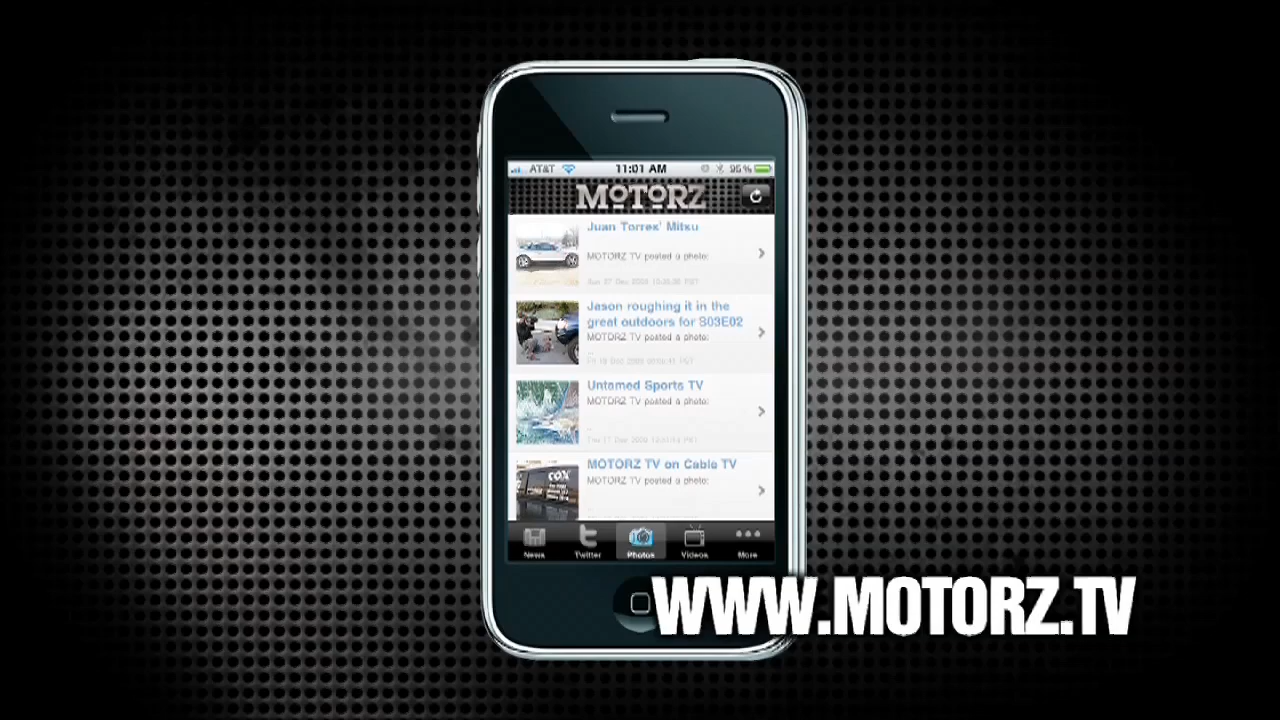 AT&T 11:01 AM 95%
MOTORZ
Juan Torres' Mitsu
MOTORZ TV posted a photo:
Jason roughing it in the
great outdoors for S03E02
MOTORZ TV posted a photo:
...
Untamed Sports TV
MOTORZ TV posted a photo:
...
MOTORZ TV on Cable TV
MOTORZ TV posted a photo:
COX
News Twitter Photos Videos More
WWW.MOTORZ.TV